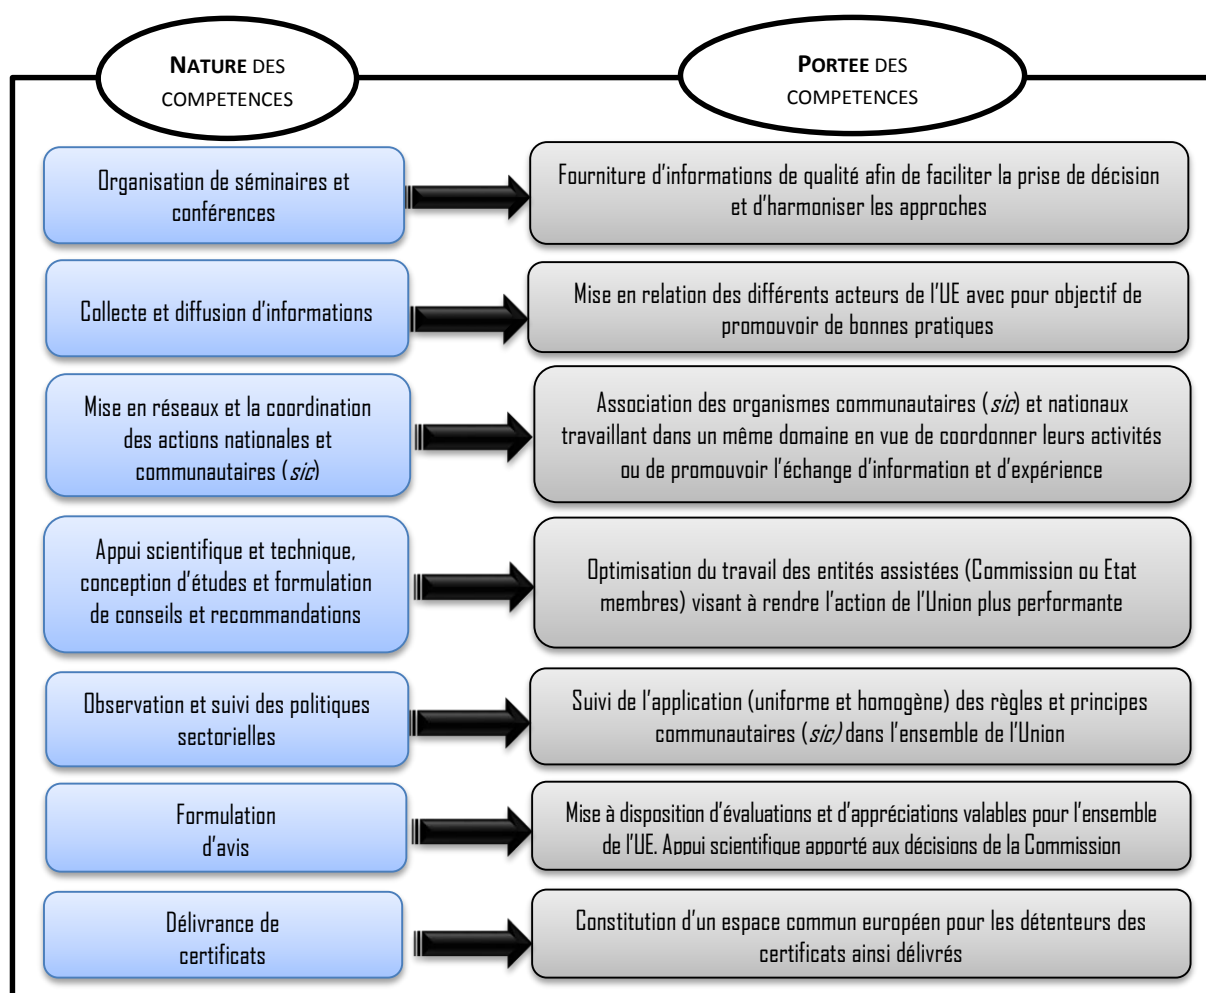 NATURE DES
COMPETENCES
PORTEE DES
COMPETENCES
Organisation de séminaires et
conférences
Fourniture d'informations de qualité afin de faciliter la prise de décision
et d'harmoniser les approches
Collecte et diffusion d'informations
Mise en relation des différents acteurs de l'UE avec pour objectif de
promouvoir de bonnes pratiques
Mise en réseaux et la coordination
des actions nationales et
communautaires (sic)
Association des organismes communautaires (sic) et nationaux
travaillant dans un même domaine en vue de coordonner leurs activités
ou de promouvoir l'échange d'information et d'expérience
Appui scientifique et technique,
conception d'études et formulation
de conseils et recommandations
Optimisation du travail des entités assistées (Commission ou Etat
membres) visant à rendre l'action de l'Union plus performante
Observation et suivi des politiques
sectorielles
Suivi de l'application (uniforme et homogène) des règles et principes
communautaires (sic) dans l'ensemble de l'Union
Formulation
d'avis
Mise à disposition d'évaluations et d'appréciations valables pour l'ensemble
de l'UE. Appui scientifique apporté aux décisions de la Commission
Délivrance de
certificats
Constitution d'un espace commun européen pour les détenteurs des
certificats ainsi délivrés